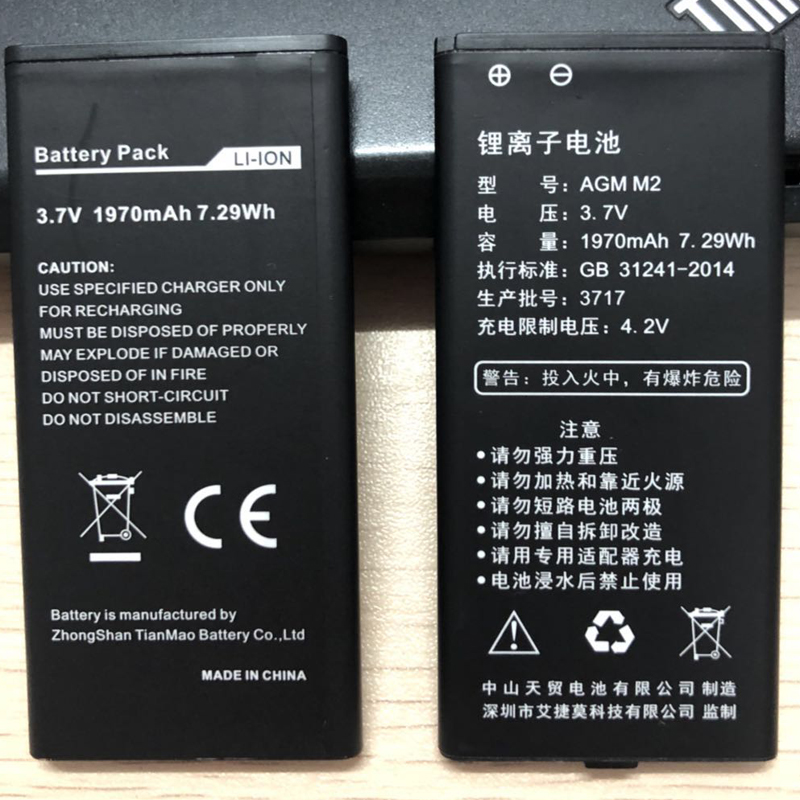 Battery Pack
LI-ION
3.7V 1970mAh 7.29Wh
CAUTION:
USE SPECIFIED CHARGER ONLY
FOR RECHARGING
MUST BE DISPOSED OF PROPERLY
MAY EXPLODE IF DAMAGED OR
DISPOSED OF IN FIRE
DO NOT SHORT-CIRCUIT
DO NOT DISASSEMBLE
CE
Battery is manufactured by
ZhongShan TianMao Battery Co.,Ltd
MADE IN CHINA
⊕ ⊖
锂离子电池
型 号：AGM M2
电 压：3.7V
容 量：1970mAh 7.29Wh
执行标准：GB 31241-2014
生产批号：3717
充电限制电压：4.2V
警告：投入火中，有爆炸危险
注意
•请勿强力重压
•请勿加热和靠近火源
•请勿短路电池两极
•请勿擅自拆卸改造
•请用专用适配器充电
•电池浸水后禁止使用
中山天贸电池有限公司 制造
深圳市艾捷莫科技有限公司 监制